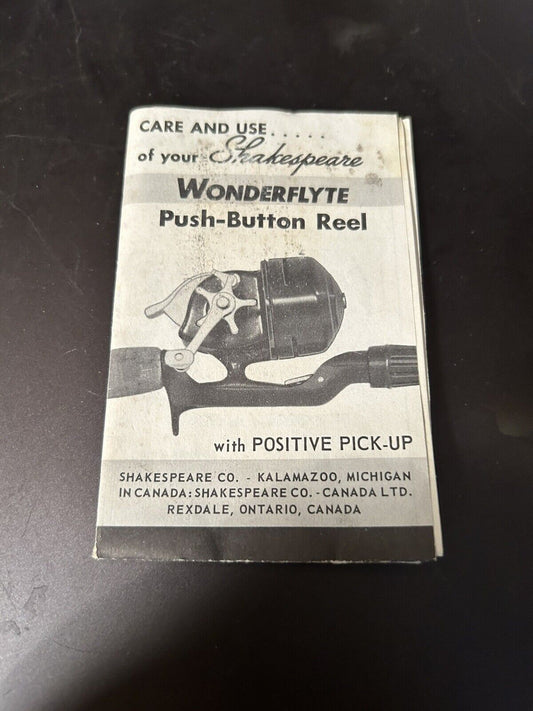 CARE AND USE.....
of your Shakespeare
WONDERFLYTE
Push-Button Reel
with POSITIVE PICK-UP
SHAKESPEARE CO. - KALAMAZOO, MICHIGAN
IN CANADA: SHAKESPEARE CO. - CANADA LTD.
REXDALE, ONTARIO, CANADA